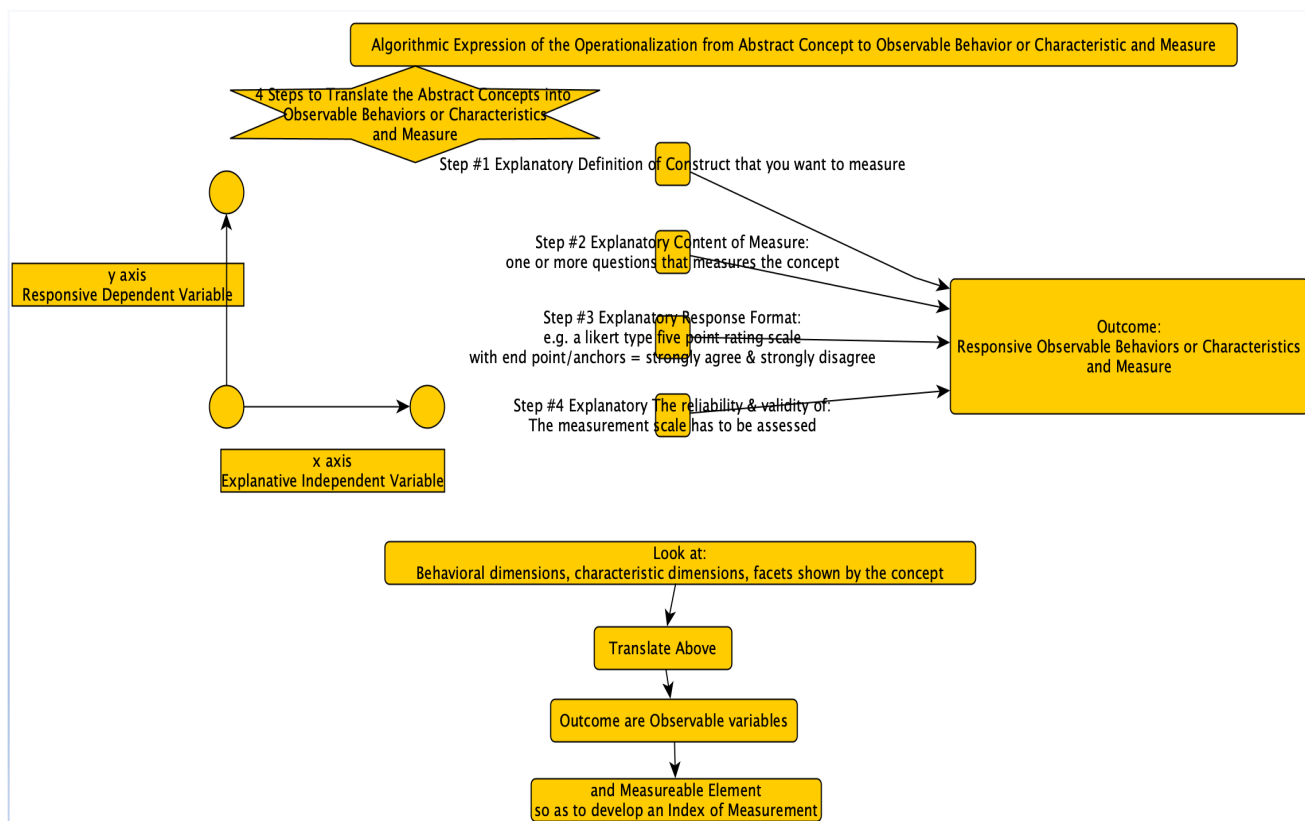 Algorithmic Expression of the Operationalization from Abstract Concept to Observable Behavior or Characteristic and Measure
4 Steps to Translate the Abstract Concepts into
Observable Behaviors or Characteristics
and Measure
Step #1 Explanatory Definition of Construct that you want to measure
Step #2 Explanatory Content of Measure:
one or more questions that measures the concept
y axis
Responsive Dependent Variable
Step #3 Explanatory Response Format:
e.g. a likert type five point rating scale
with end point/anchors = strongly agree & strongly disagree
Outcome:
Responsive Observable Behaviors or Characteristics
and Measure
Step #4 Explanatory The reliability & validity of:
The measurement scale has to be assessed
x axis
Explanative Independent Variable
Look at:
Behavioral dimensions, characteristic dimensions, facets shown by the concept
Translate Above
Outcome are Observable variables
and Measureable Element
so as to develop an Index of Measurement